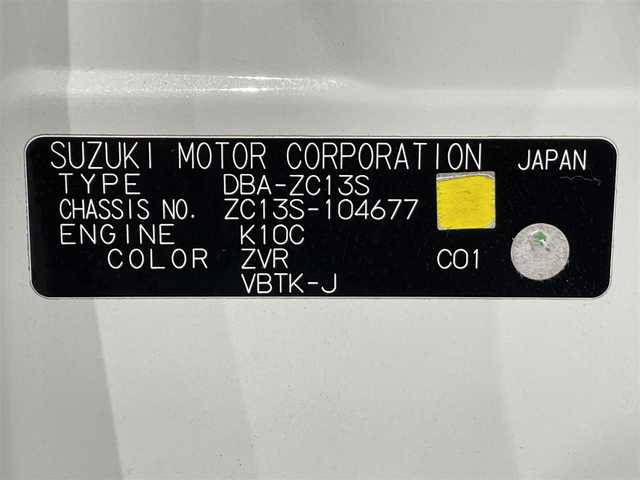 SUZUKI MOTOR CORPORATION JAPAN
TYPE DBA-ZC13S
CHASSIS NO. ZC13S-104677
ENGINE K10C
COLOR ZVR C01
VBTK-J